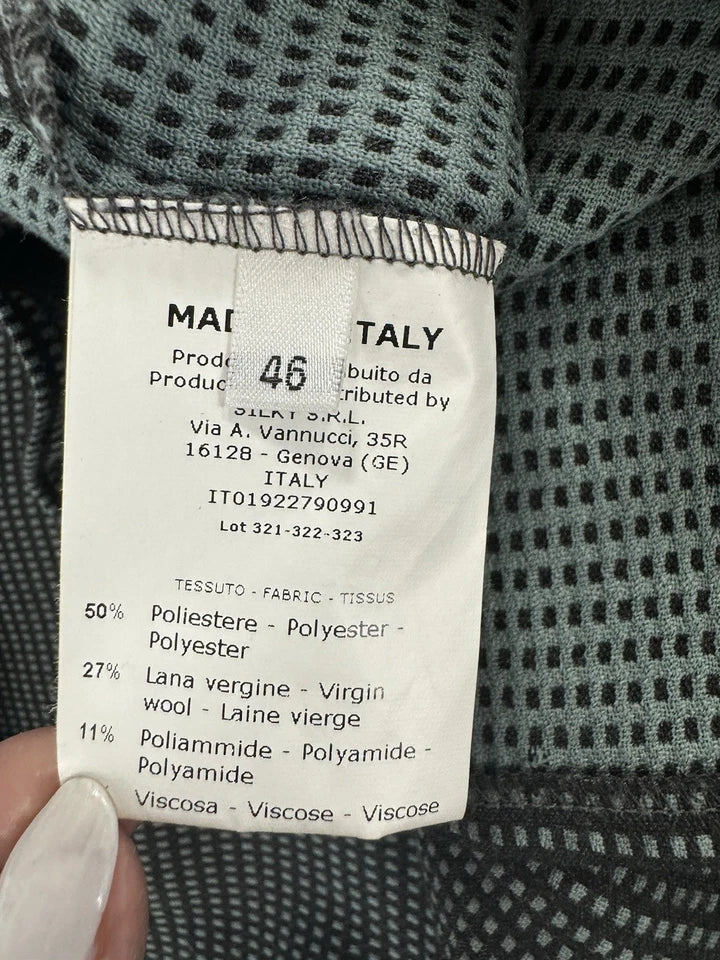 MAD TALY
46
Prod buito da
Produc tributed by
SILKY S.R.L.
Via A. Vannucci, 35R
16128 - Genova (GE)
ITALY
IT01922790991
Lot 321-322-323
TESSUTO - FABRIC - TISSUS
50% Poliestere - Polyester -
Polyester
27% Lana vergine - Virgin
wool - Laine vierge
11% Poliammide - Polyamide -
Polyamide
Viscosa - Viscose - Viscose